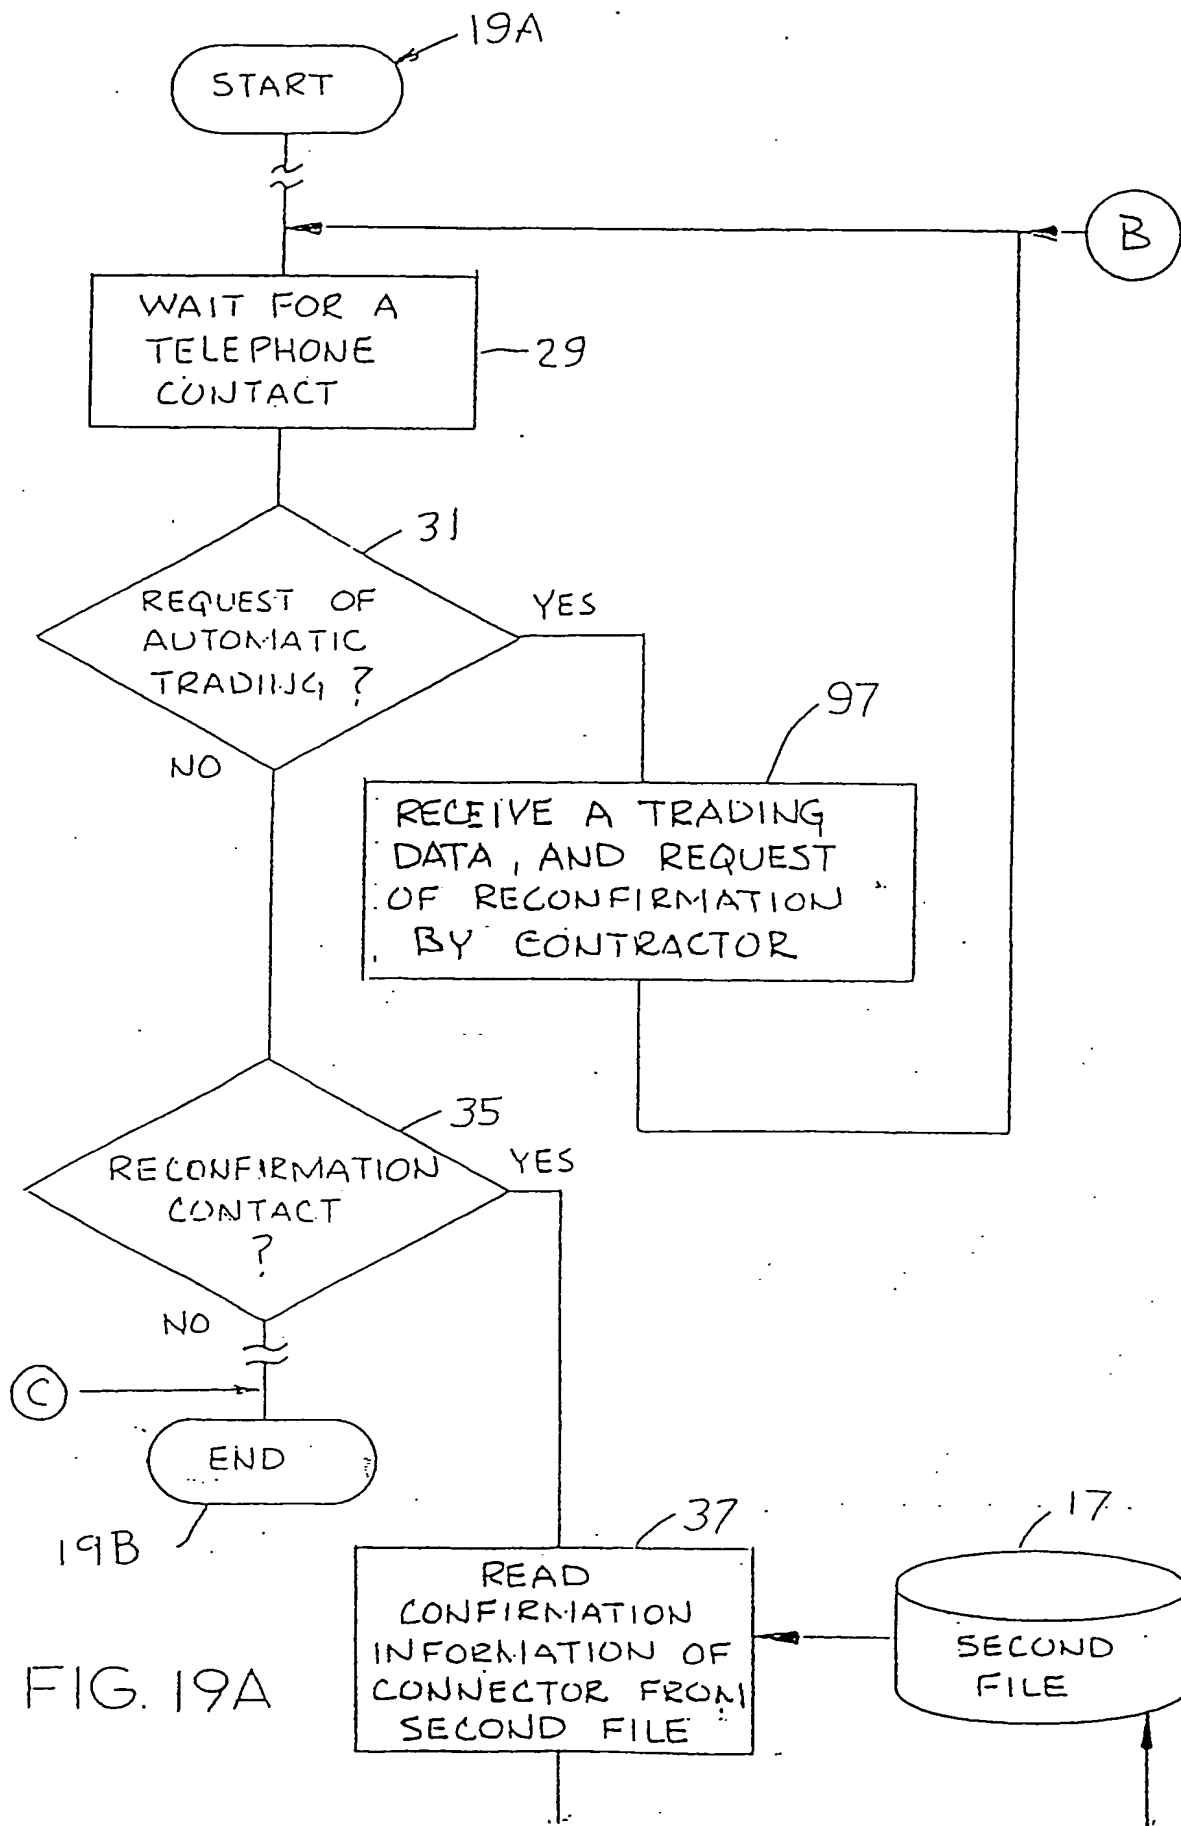 19A
START
B
WAIT FOR A
TELEPHONE
CONTACT
29
31
REQUEST OF
AUTOMATIC
TRADING ?
YES
NO
97
RECEIVE A TRADING
DATA, AND REQUEST
OF RECONFIRMATION
BY CONTRACTOR
35
RECONFIRMATION
CONTACT
?
YES
NO
C
END
19B
37
READ
CONFIRMATION
INFORMATION OF
CONNECTOR FROM
SECOND FILE
17
SECOND
FILE
FIG. 19A